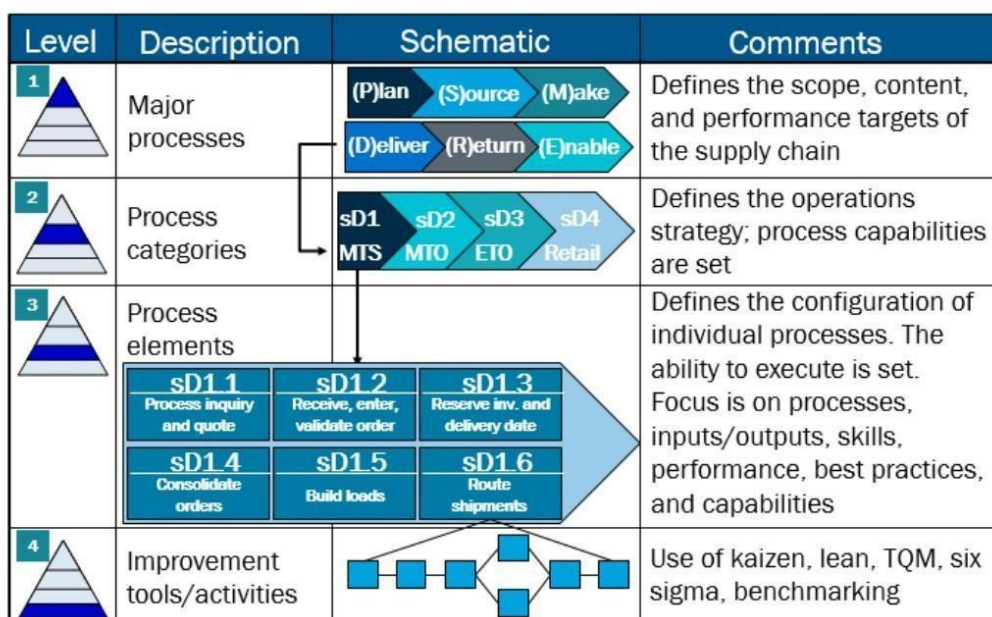 Level Description Schematic Comments
1
Major
processes
(P)lan (S)ource (M)ake
(D)eliver (R)eturn (E)nable
Defines the scope, content,
and performance targets of
the supply chain
2
Process
categories
sD1 sD2 sD3 sD4
MTS MTO ETO Retail
Defines the operations
strategy; process capabilities
are set
3
Process
elements
sD1.1
Process inquiry
and quote
sD1.2
Receive, enter,
validate order
sD1.3
Reserve inv. and
delivery date
sD1.4
Consolidate
orders
sD1.5
Build loads
sD1.6
Route
shipments
Defines the configuration of
individual processes. The
ability to execute is set.
Focus is on processes,
inputs/outputs, skills,
performance, best practices,
and capabilities
4
Improvement
tools/activities
Use of kaizen, lean, TQM, six
sigma, benchmarking